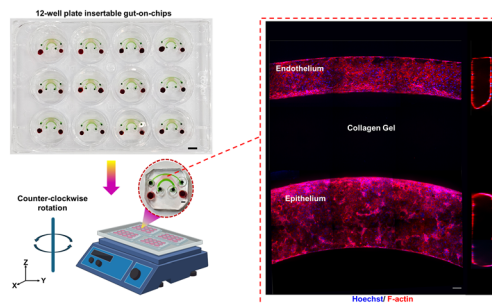 12-well plate insertable gut-on-chips
Endothelium
Collagen Gel
Counter-clockwise
rotation
Z
X
Y
Epithelium
Hoechst/ F-actin